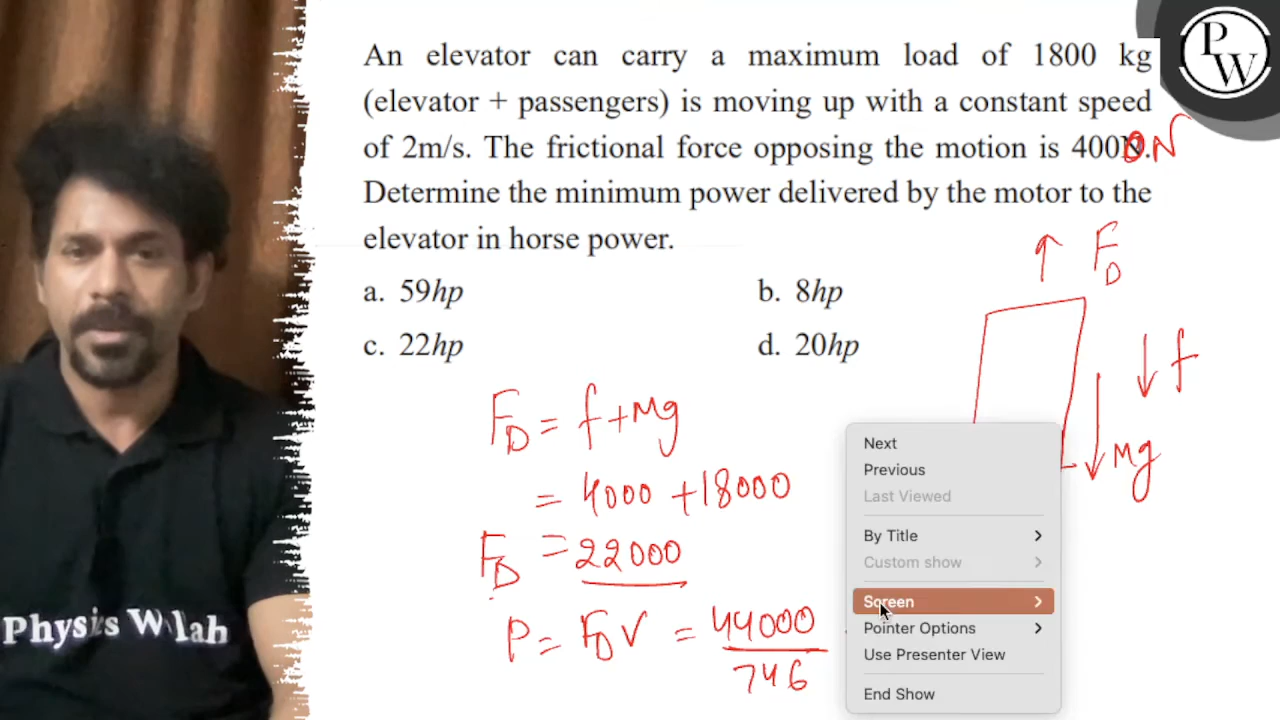 P
W
An elevator can carry a maximum load of 1800 kg
(elevator + passengers) is moving up with a constant speed
of 2m/s. The frictional force opposing the motion is 4000N.
Determine the minimum power delivered by the motor to the
elevator in horse power.
a. 59hp
b. 8hp
c. 22hp
d. 20hp
↑ F_D
↓ f
Mg
F_D = f + Mg
= 4000 + 18000
F_D = 22000
P = F_D V = 44000
746
Next
Previous
Last Viewed
By Title
Custom show
Screen
Pointer Options
Use Presenter View
End Show
Physics W lah